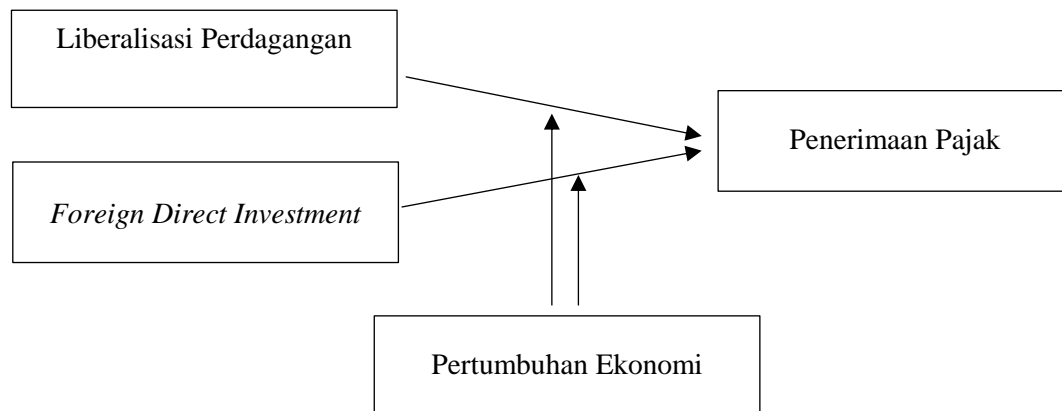 Liberalisasi Perdagangan
Penerimaan Pajak
Foreign Direct Investment
Pertumbuhan Ekonomi